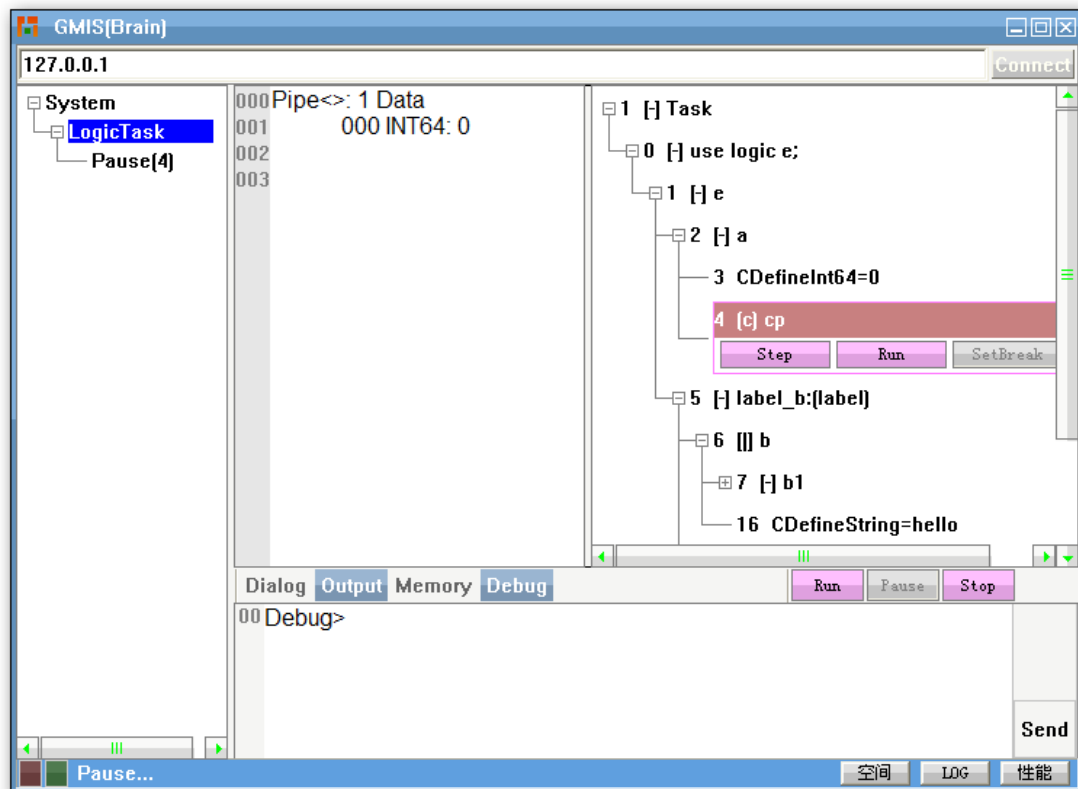 GMIS(Brain)
127.0.0.1
Connect
System
LogicTask
Pause(4)
000 Pipe<>: 1 Data
001 000 INT64: 0
002
003
1 [-] Task
0 [-] use logic e;
1 [-] e
2 [-] a
3 CDefineInt64=0
4 (c) cp
Step Run SetBreak
5 [-] label_b:(label)
6 [|] b
7 [-] b1
16 CDefineString=hello
Dialog Output Memory Debug
Run Pause Stop
00 Debug>
Send
Pause...
空间 LOG 性能